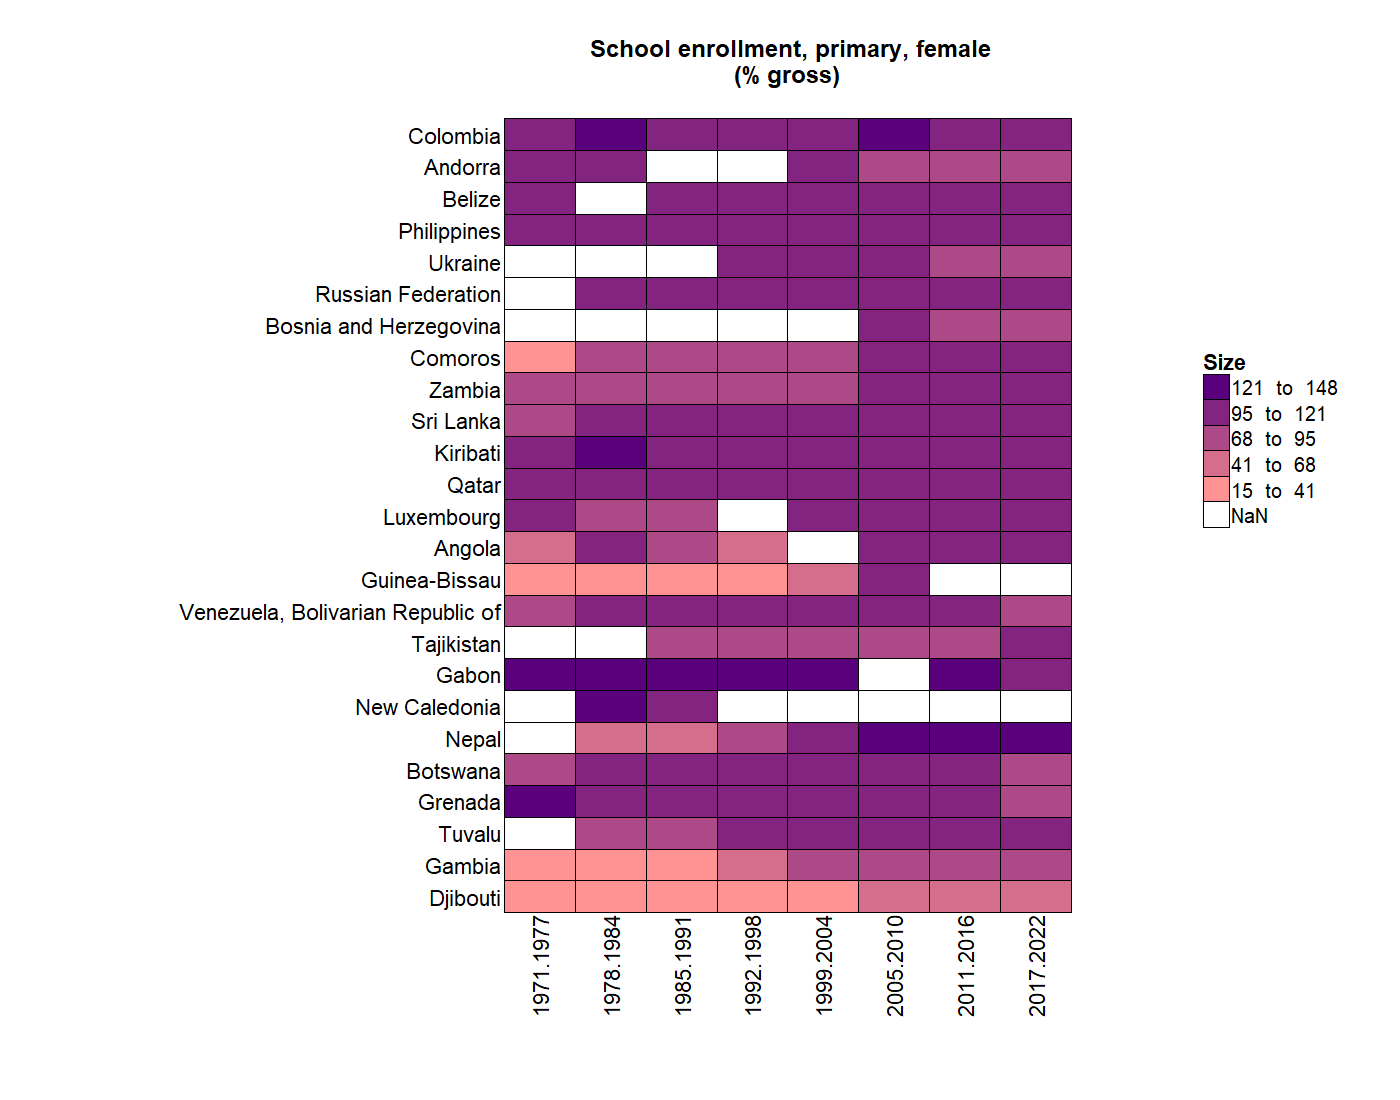 School enrollment, primary, female
(% gross)
Colombia
Andorra
Belize
Philippines
Ukraine
Russian Federation
Bosnia and Herzegovina
Comoros
Zambia
Sri Lanka
Kiribati
Qatar
Luxembourg
Angola
Guinea-Bissau
Venezuela, Bolivarian Republic of
Tajikistan
Gabon
New Caledonia
Nepal
Botswana
Grenada
Tuvalu
Gambia
Djibouti
1971.1977
1978.1984
1985.1991
1992.1998
1999.2004
2005.2010
2011.2016
2017.2022
Size
121 to 148
95 to 121
68 to 95
41 to 68
15 to 41
NaN